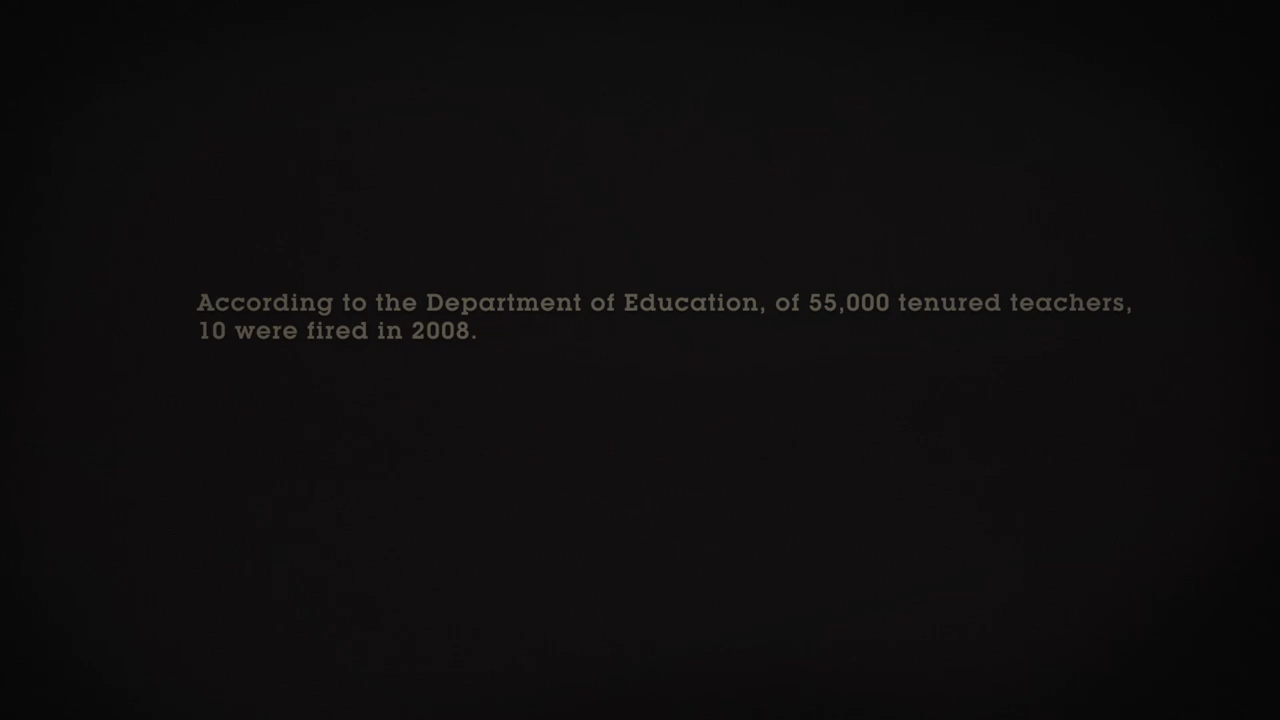 According to the Department of Education, of 55,000 tenured teachers,
10 were fired in 2008.